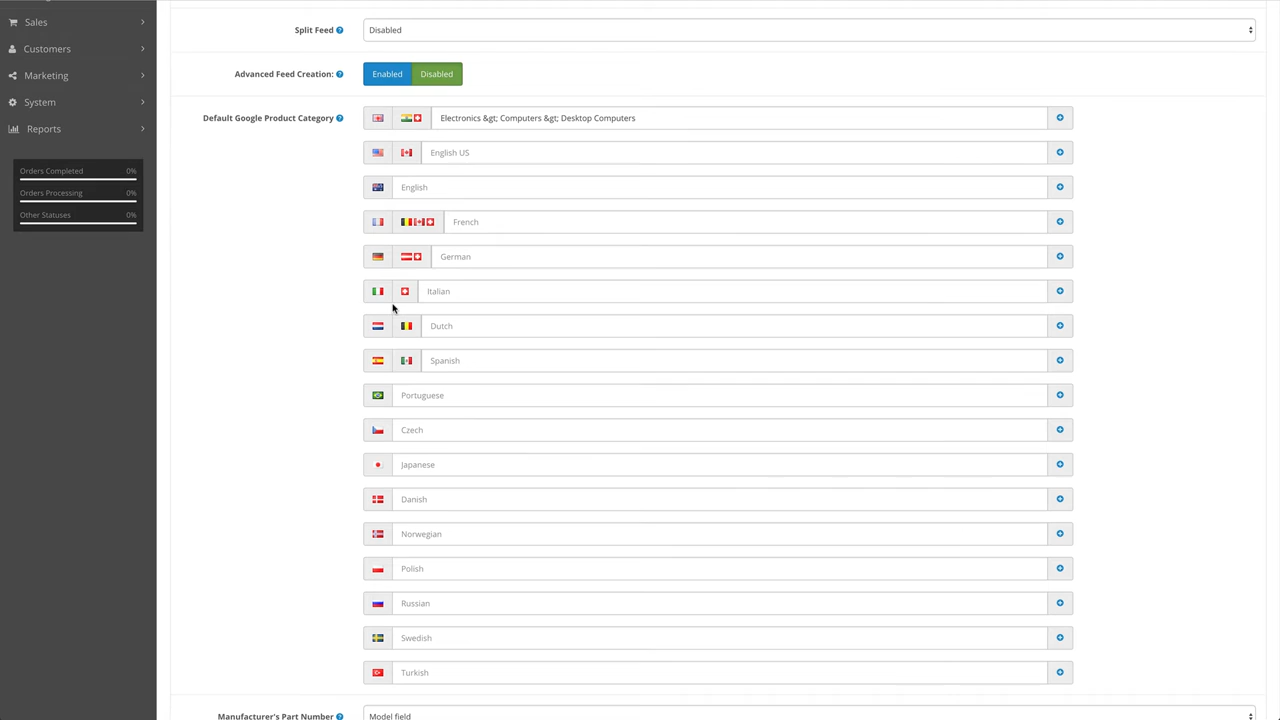 Sales
Customers
Marketing
System
Reports
Orders Completed 0%
Orders Processing 0%
Other Statuses 0%
Split Feed Disabled
Advanced Feed Creation: Enabled Disabled
Default Google Product Category Electronics &gt; Computers &gt; Desktop Computers
English US
English
French
German
Italian
Dutch
Spanish
Portuguese
Czech
Japanese
Danish
Norwegian
Polish
Russian
Swedish
Turkish
Manufacturer's Part Number Model field